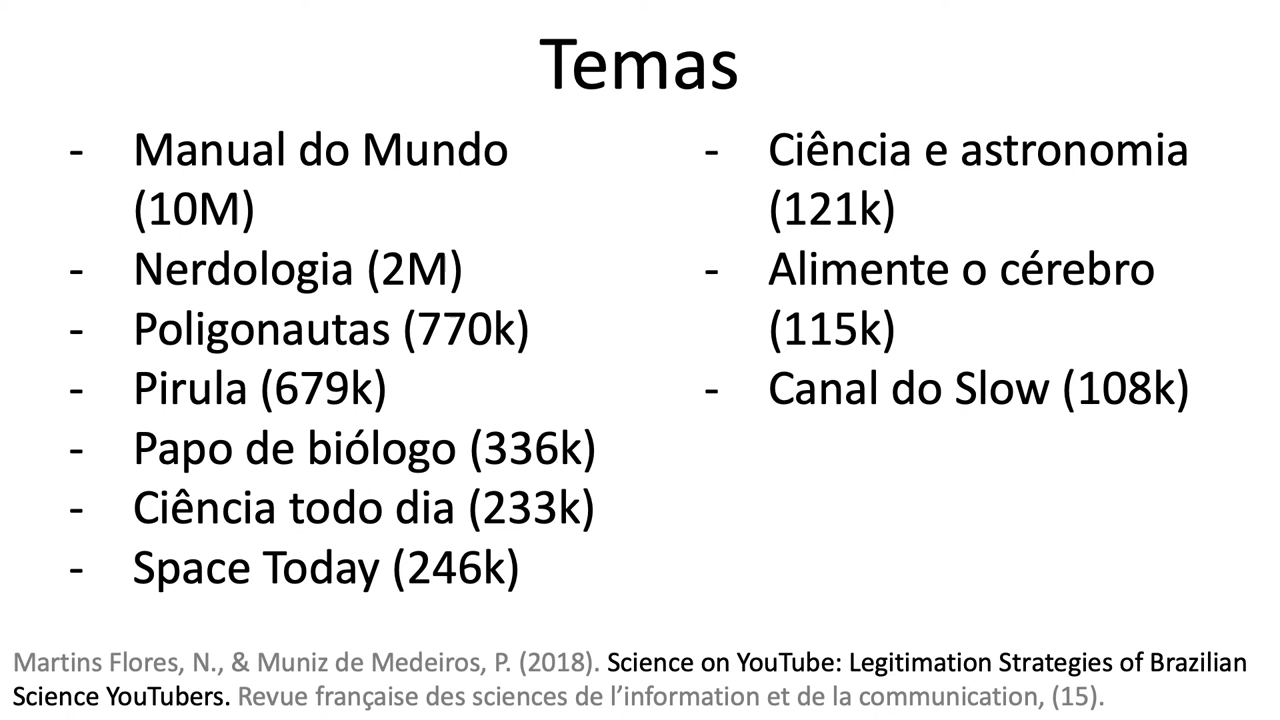 Temas
- Manual do Mundo
(10M)
- Nerdologia (2M)
- Poligonautas (770k)
- Pirula (679k)
- Papo de biólogo (336k)
- Ciência todo dia (233k)
- Space Today (246k)
- Ciência e astronomia
(121k)
- Alimente o cérebro
(115k)
- Canal do Slow (108k)
Martins Flores, N., & Muniz de Medeiros, P. (2018). Science on YouTube: Legitimation Strategies of Brazilian
Science YouTubers. Revue française des sciences de l’information et de la communication, (15).